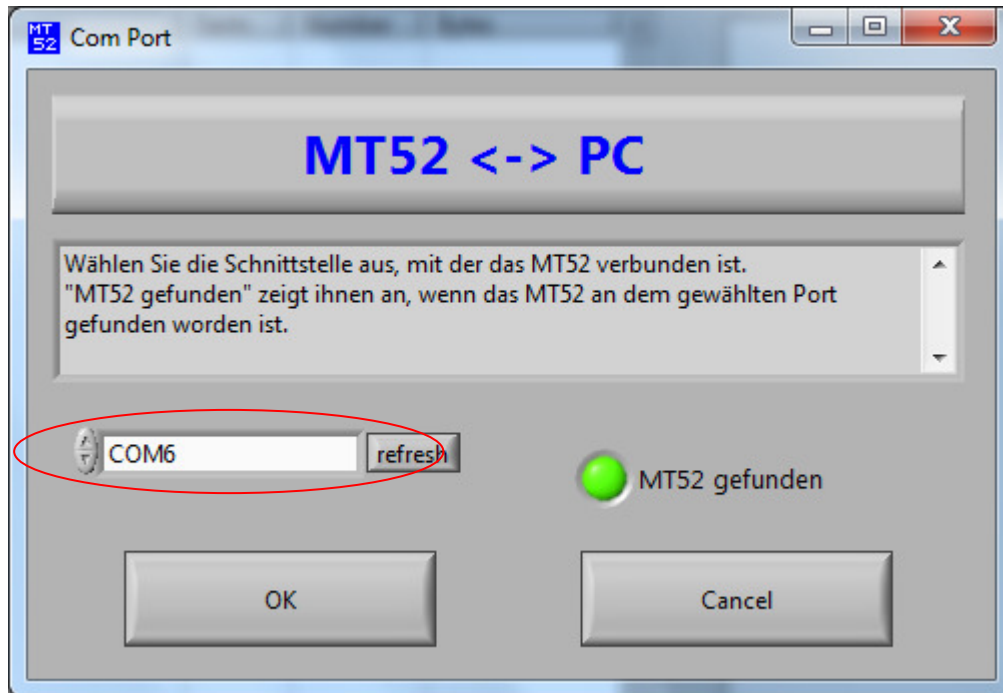 MT
52
Com Port
MT52 <-> PC
Wählen Sie die Schnittstelle aus, mit der das MT52 verbunden ist.
"MT52 gefunden" zeigt ihnen an, wenn das MT52 an dem gewählten Port
gefunden worden ist.
COM6
refresh
MT52 gefunden
OK
Cancel